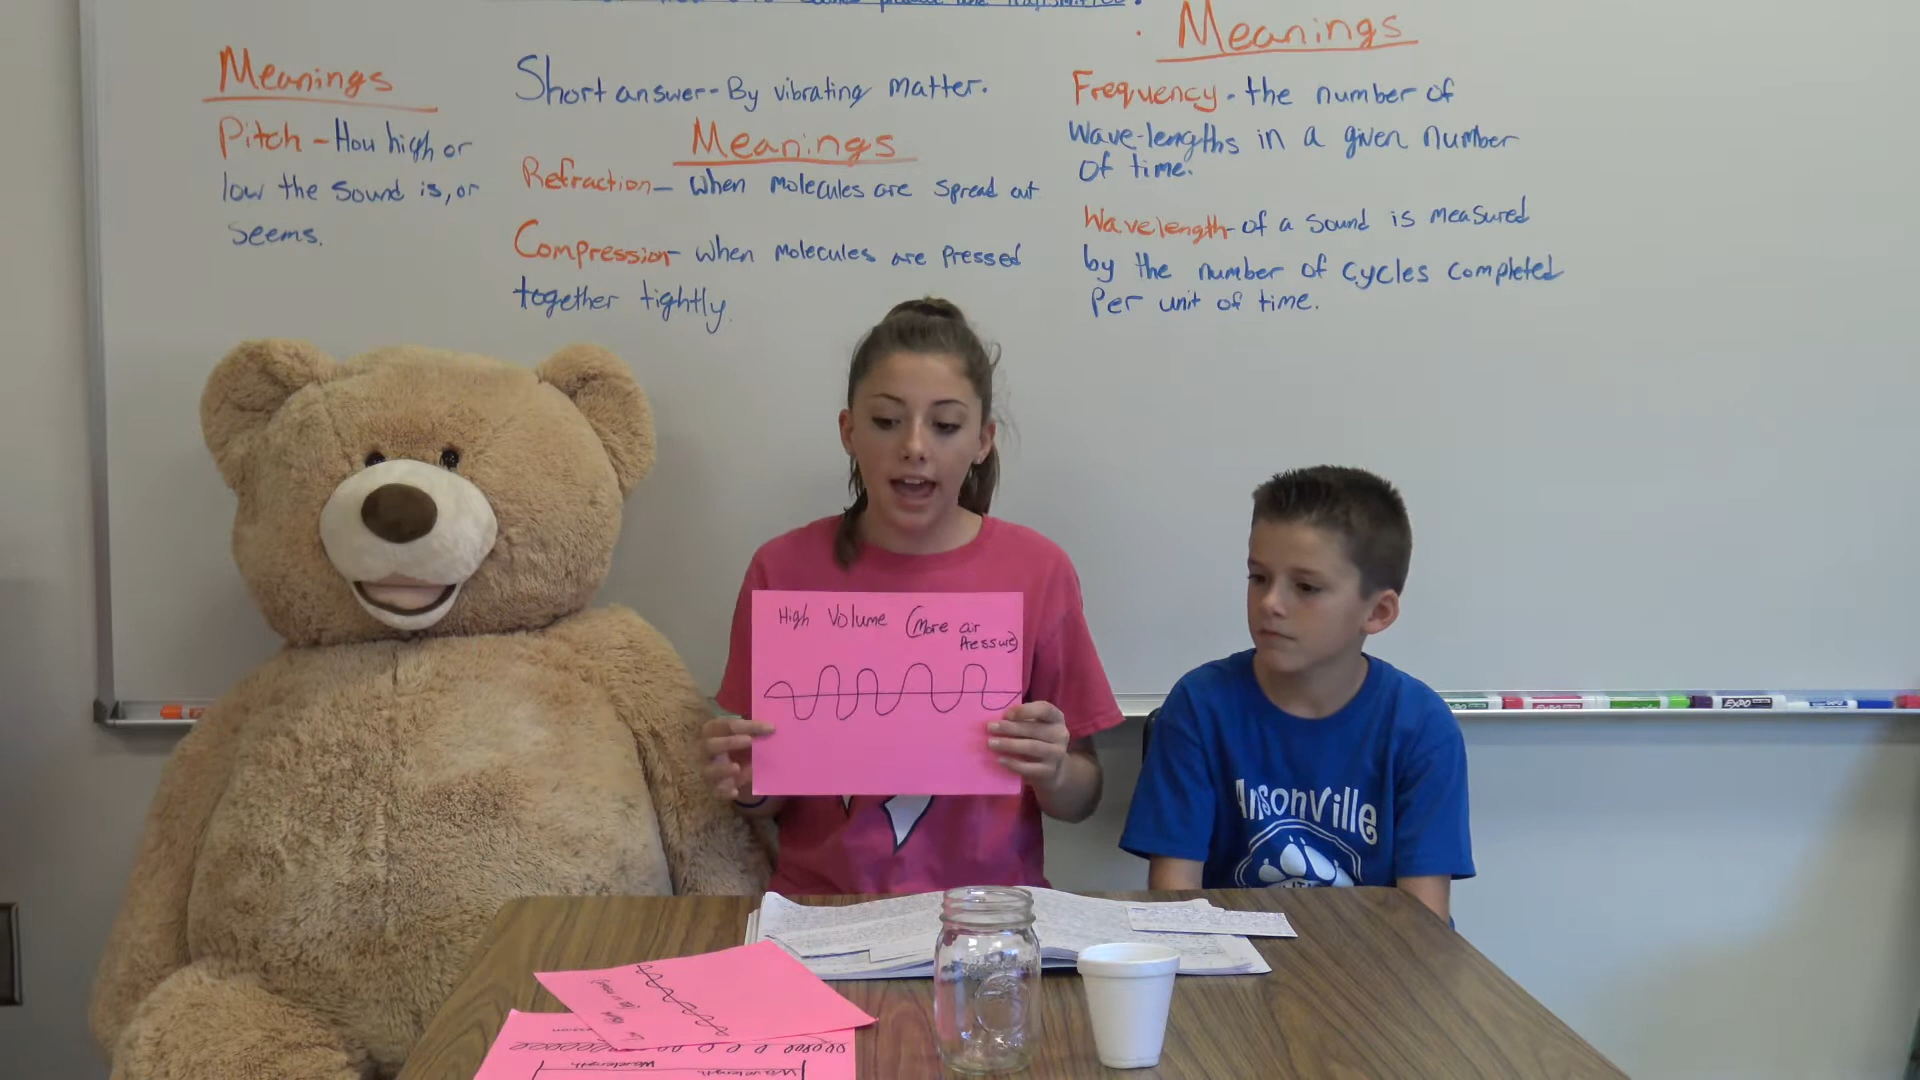 Meanings
Pitch - How high or
low the sound is, or
seems.
Short answer - By vibrating matter.
Meanings
Refraction - when molecules are spread out
Compression - when molecules are pressed
together tightly.
Meanings
Frequency - the number of
wave-lengths in a given number
of time.
Wavelength - of a sound is measured
by the number of cycles completed
Per unit of time.
High Volume (More air
Pressure)
Ansonville
EXPO
Wavelength
Wavelength